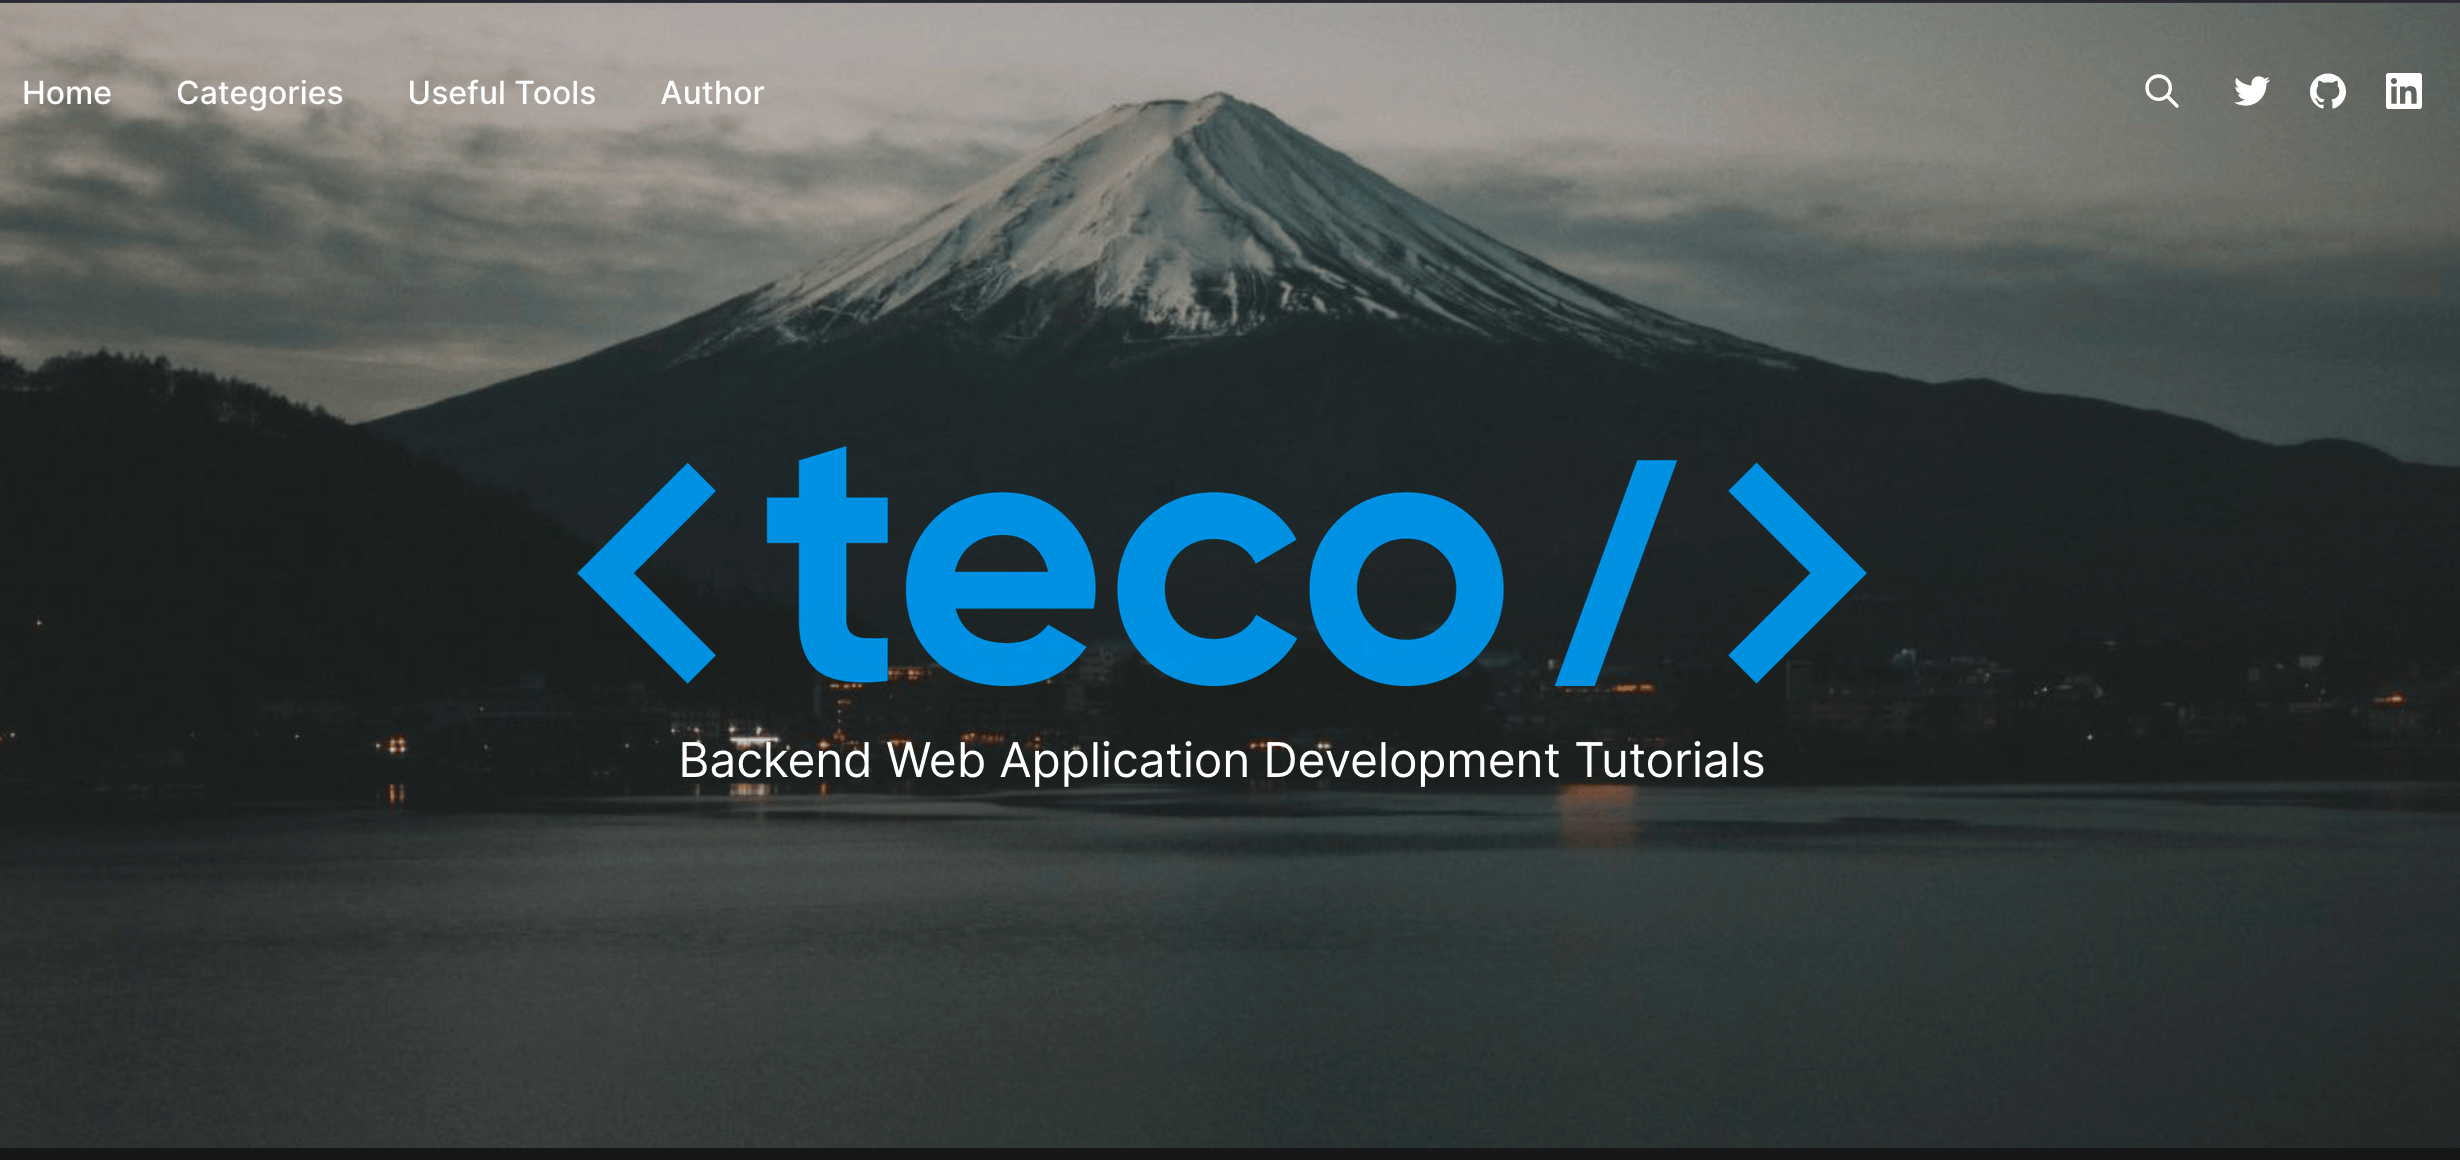 Home Categories Useful Tools Author
<teco/>
Backend Web Application Development Tutorials